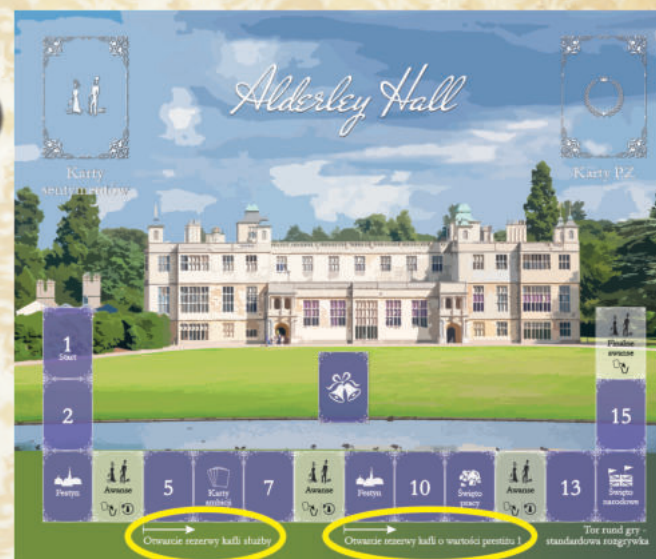 Alderley Hall
Karty
sentymentów
Karty PZ
1
Start
2
Festyn
Awanse
5
Karty
ambicji
7
Awanse
Festyn
10
Święto
pracy
Awanse
13
Święto
narodowe
15
Finalne
awanse
Otwarcie rezerwy kafli służby
Otwarcie rezerwy kafli o wartości prestiżu 1
Tor rund gry -
standardowa rozgrywka